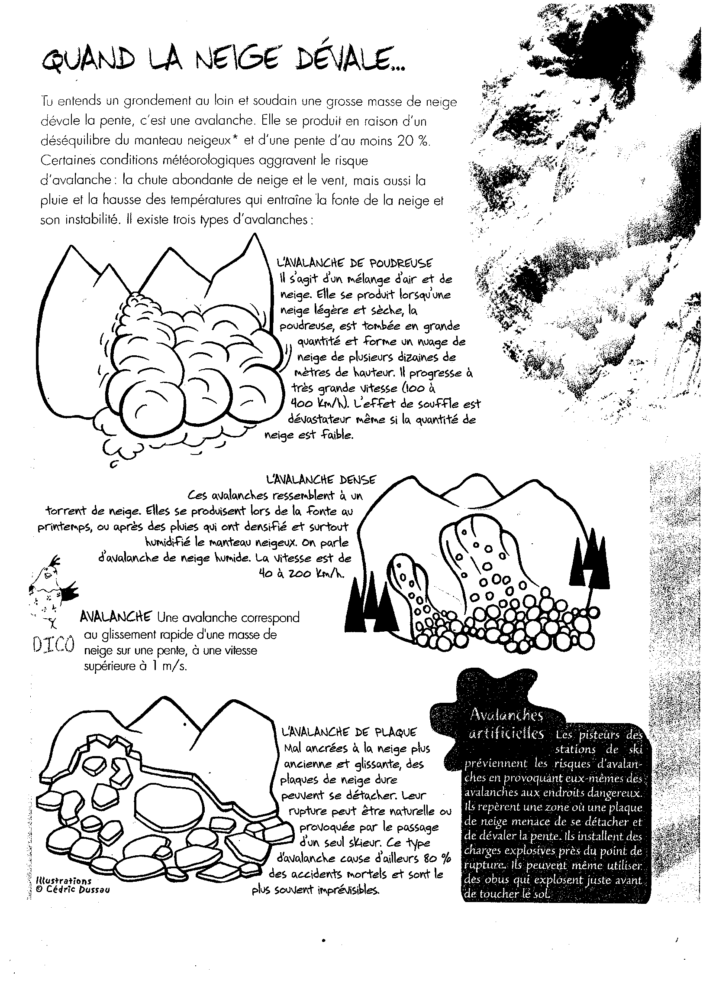 QUAND LA NEIGE DÉVALE...
Tu entends un grondement au loin et soudain une grosse masse de neige
dévale la pente, c'est une avalanche. Elle se produit en raison d'un
déséquilibre du manteau neigeux* et d'une pente d'au moins 20 %.
Certaines conditions météorologiques aggravent le risque
d'avalanche : la chute abondante de neige et le vent, mais aussi la
pluie et la hausse des températures qui entraîne la fonte de la neige et
son instabilité. Il existe trois types d'avalanches :
L'AVALANCHE DE POUDREUSE
Il s'agit d'un mélange d'air et de
neige. Elle se produit lorsqu'une
neige légère et sèche, la
poudreuse, est tombée en grande
quantité et forme un nuage de
neige de plusieurs dizaines de
mètres de hauteur. Il progresse à
très grande vitesse (100 à
400 km/h). L'effet de souffle est
dévastateur même si la quantité de
neige est faible.
L'AVALANCHE DENSE
Ces avalanches ressemblent à un
torrent de neige. Elles se produisent lors de la fonte au
printemps, ou après des pluies qui ont densifié et surtout
humidifié le manteau neigeux. On parle
d'avalanche de neige humide. La vitesse est de
40 à 200 km/h.
DICO
AVALANCHE Une avalanche correspond
au glissement rapide d'une masse de
neige sur une pente, à une vitesse
supérieure à 1 m/s.
L'AVALANCHE DE PLAQUE
Mal ancrées à la neige plus
ancienne et glissante, des
plaques de neige dure
peuvent se détacher. Leur
rupture peut être naturelle ou
provoquée par le passage
d'un seul skieur. Ce type
d'avalanche cause d'ailleurs 80 %
des accidents mortels et sont le
plus souvent imprévisibles.
Illustrations
© Cédric Dussau
Avalanches
artificielles Les pisteurs des
stations de ski
préviennent les risques d'avalan-
ches en provoquant eux-mêmes des
avalanches aux endroits dangereux.
Ils repèrent une zone où une plaque
de neige menace de se détacher et
de dévaler la pente. Ils installent des
charges explosives près du point de
rupture. Ils peuvent même utiliser
des obus qui explosent juste avant
de toucher le sol.